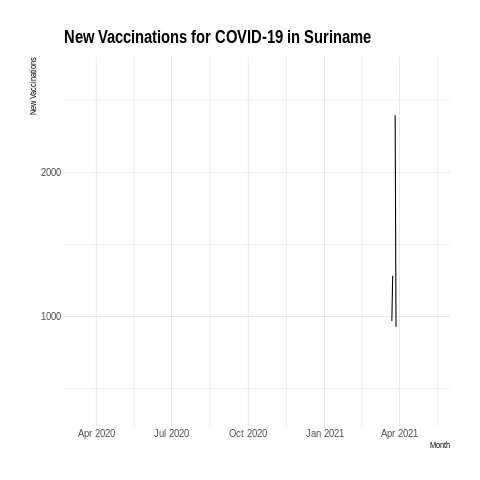 New Vaccinations for COVID-19 in Suriname
New Vaccinations
2000
1000
Apr 2020 Jul 2020 Oct 2020 Jan 2021 Apr 2021
Month